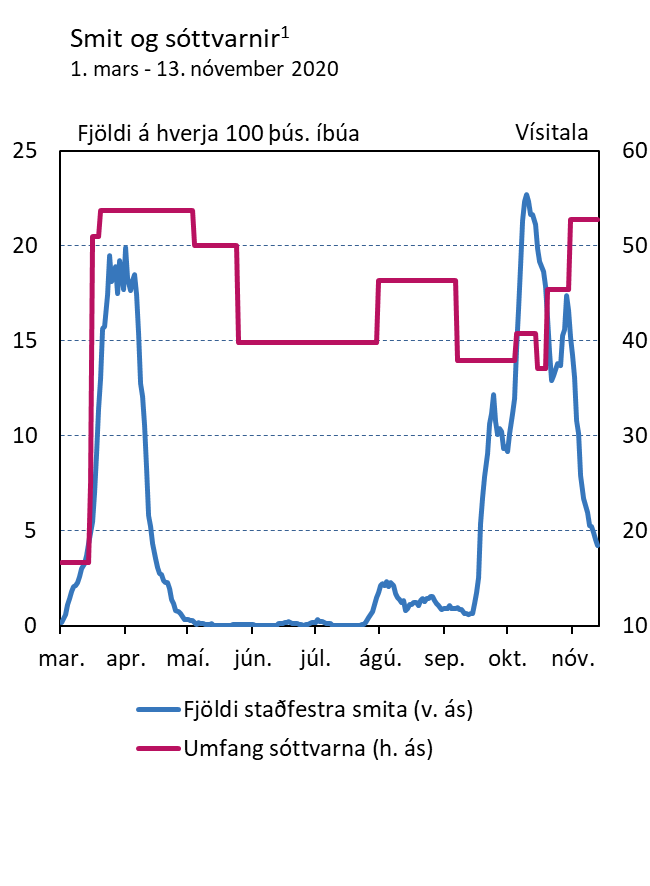 Smit og sóttvarnir¹
1. mars - 13. nóvember 2020
Fjöldi á hverja 100 þús. íbúa Vísitala
25 60
20 50
15 40
10 30
5 20
0 10
mar. apr. maí. jún. júl. ágú. sep. okt. nóv.
Fjöldi staðfestra smita (v. ás)
Umfang sóttvarna (h. ás)